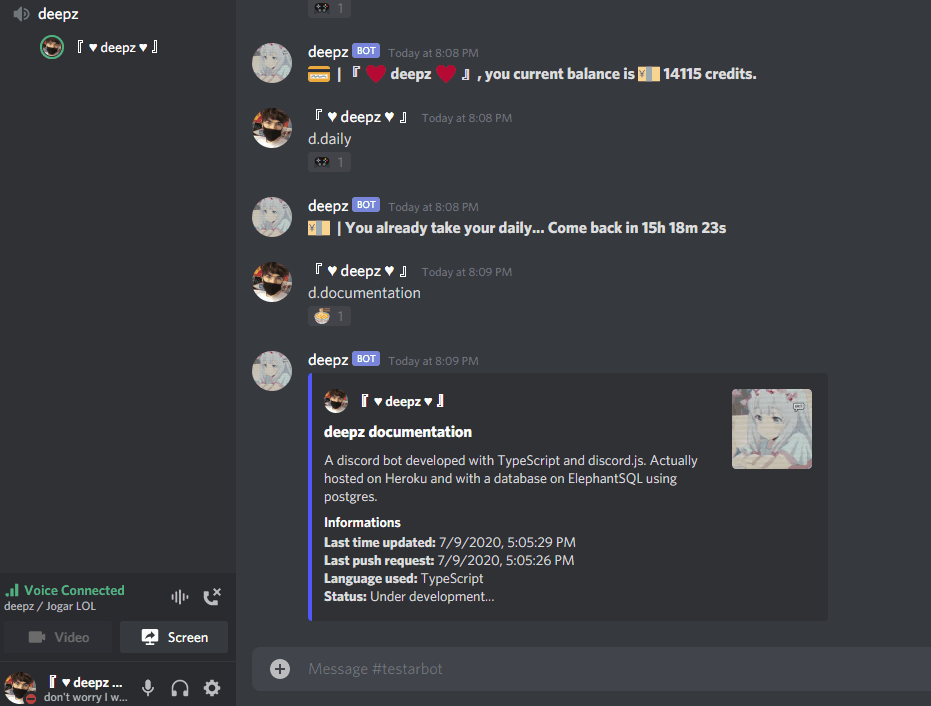 deepz
『 ♥ deepz ♥ 』
1
deepz BOT Today at 8:08 PM
| 『 ❤ deepz ❤ 』, you current balance is 💴 14115 credits.
『 ♥ deepz ♥ 』 Today at 8:08 PM
d.daily
1
deepz BOT Today at 8:08 PM
💴 | You already take your daily... Come back in 15h 18m 23s
『 ♥ deepz ♥ 』 Today at 8:09 PM
d.documentation
1
deepz BOT Today at 8:09 PM
『 ♥ deepz ♥ 』
deepz documentation
A discord bot developed with TypeScript and discord.js. Actually
hosted on Heroku and with a database on ElephantSQL using
postgres.
Informations
Last time updated: 7/9/2020, 5:05:29 PM
Last push request: 7/9/2020, 5:05:26 PM
Language used: TypeScript
Status: Under development...
Voice Connected
deepz / Jogar LOL
Video
Screen
『 ♥ deepz ...
don't worry I w...
Message #testarbot